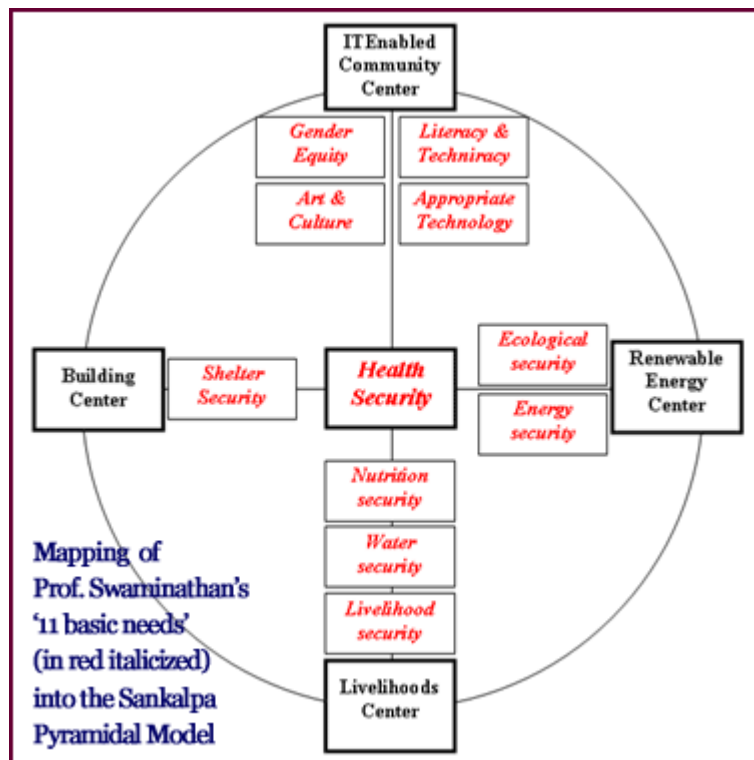 ITEnabled
Community
Center
Gender
Equity
Literacy &
Techniracy
Art &
Culture
Appropriate
Technology
Building
Center
Shelter
Security
Health
Security
Ecological
security
Energy
security
Renewable
Energy
Center
Nutrition
security
Water
security
Livelihood
security
Livelihoods
Center
Mapping of
Prof. Swaminathan's
‘11 basic needs’
(in red italicized)
into the Sankalpa
Pyramidal Model